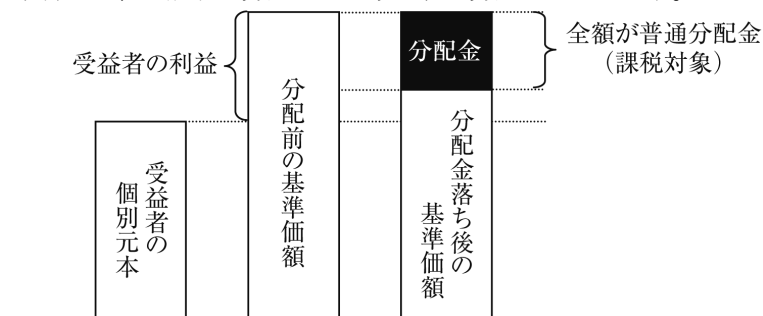 受益者の利益
分配金
全額が普通分配金
（課税対象）
分配前の基準価額
受益者の
個別元本
分配金落ち後の
基準価額